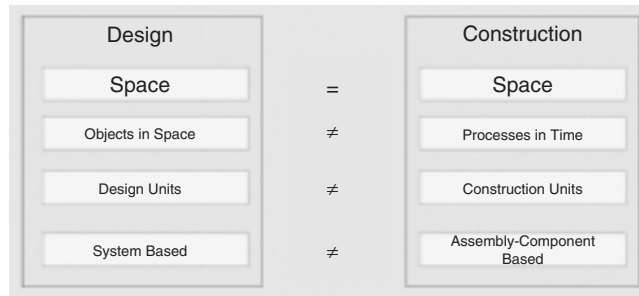 Design
Construction
Space
=
Space
Objects in Space
≠
Processes in Time
Design Units
≠
Construction Units
System Based
≠
Assembly-Component
Based